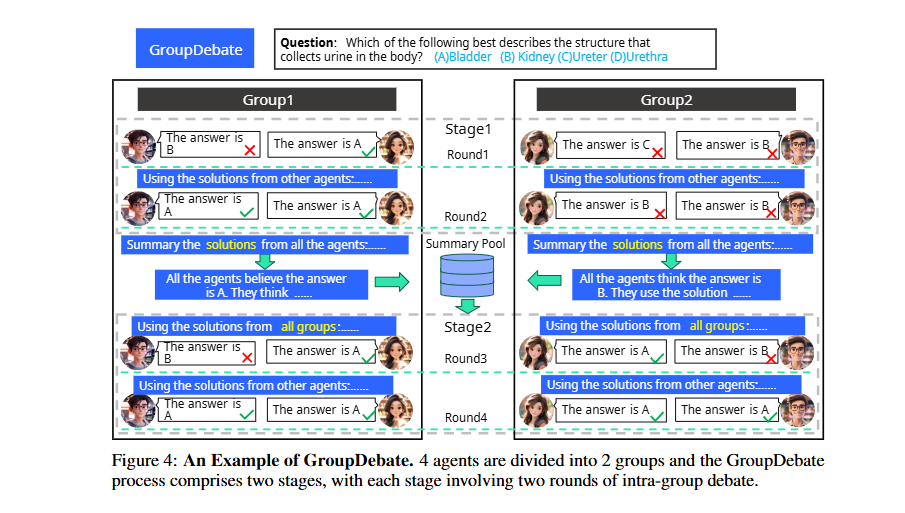 GroupDebate
Question: Which of the following best describes the structure that
collects urine in the body? (A)Bladder (B) Kidney (C)Ureter (D)Urethra
Group1
Group2
Stage1
Round1
The answer is
B
The answer is A
The answer is C
The answer is B
Using the solutions from other agents:......
Using the solutions from other agents:......
Round2
The answer is
A
The answer is A
The answer is B
The answer is B
Summary the solutions from all the agents:......
Summary Pool
Summary the solutions from all the agents:......
All the agents believe the answer
is A. They think ......
All the agents think the answer is
B. They use the solution ......
Stage2
Using the solutions from all groups:......
Using the solutions from all groups:......
Round3
The answer is
B
The answer is A
The answer is A
The answer is B
Using the solutions from other agents:......
Using the solutions from other agents:......
Round4
The answer is
A
The answer is A
The answer is A
The answer is A
Figure 4: An Example of GroupDebate. 4 agents are divided into 2 groups and the GroupDebate
process comprises two stages, with each stage involving two rounds of intra-group debate.